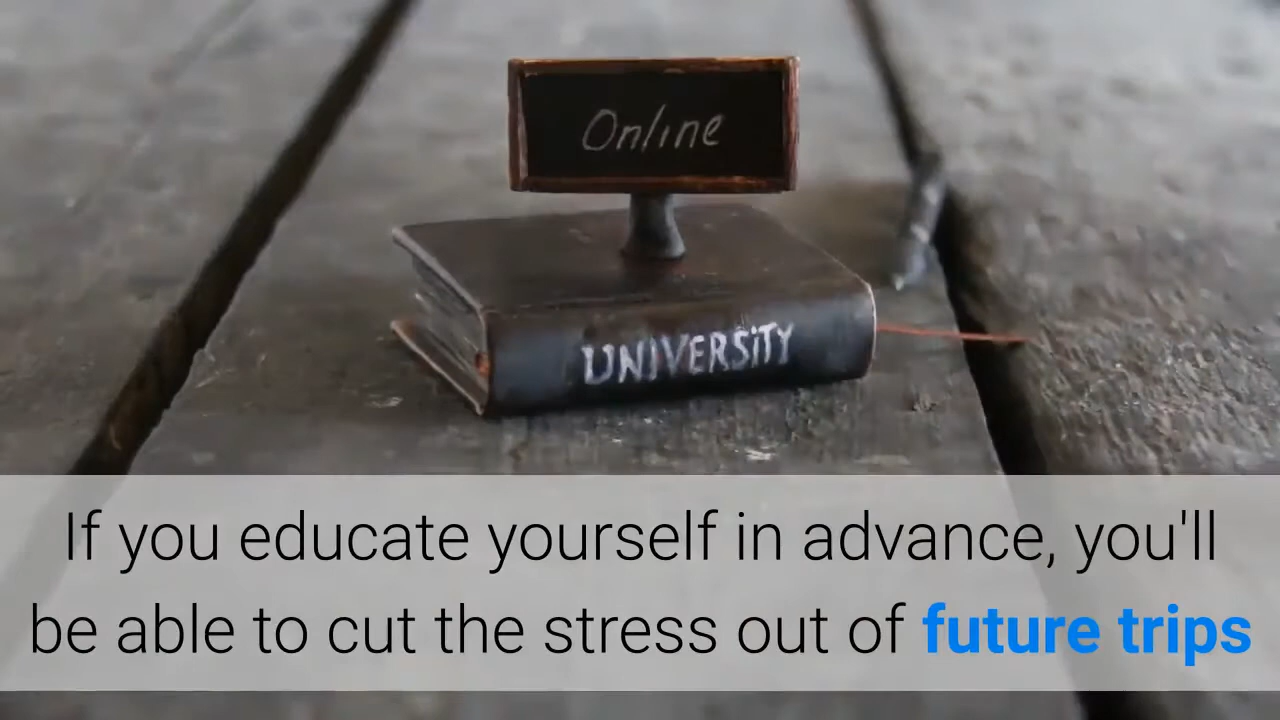 Online
UNIVERSITY
If you educate yourself in advance, you'll
be able to cut the stress out of future trips